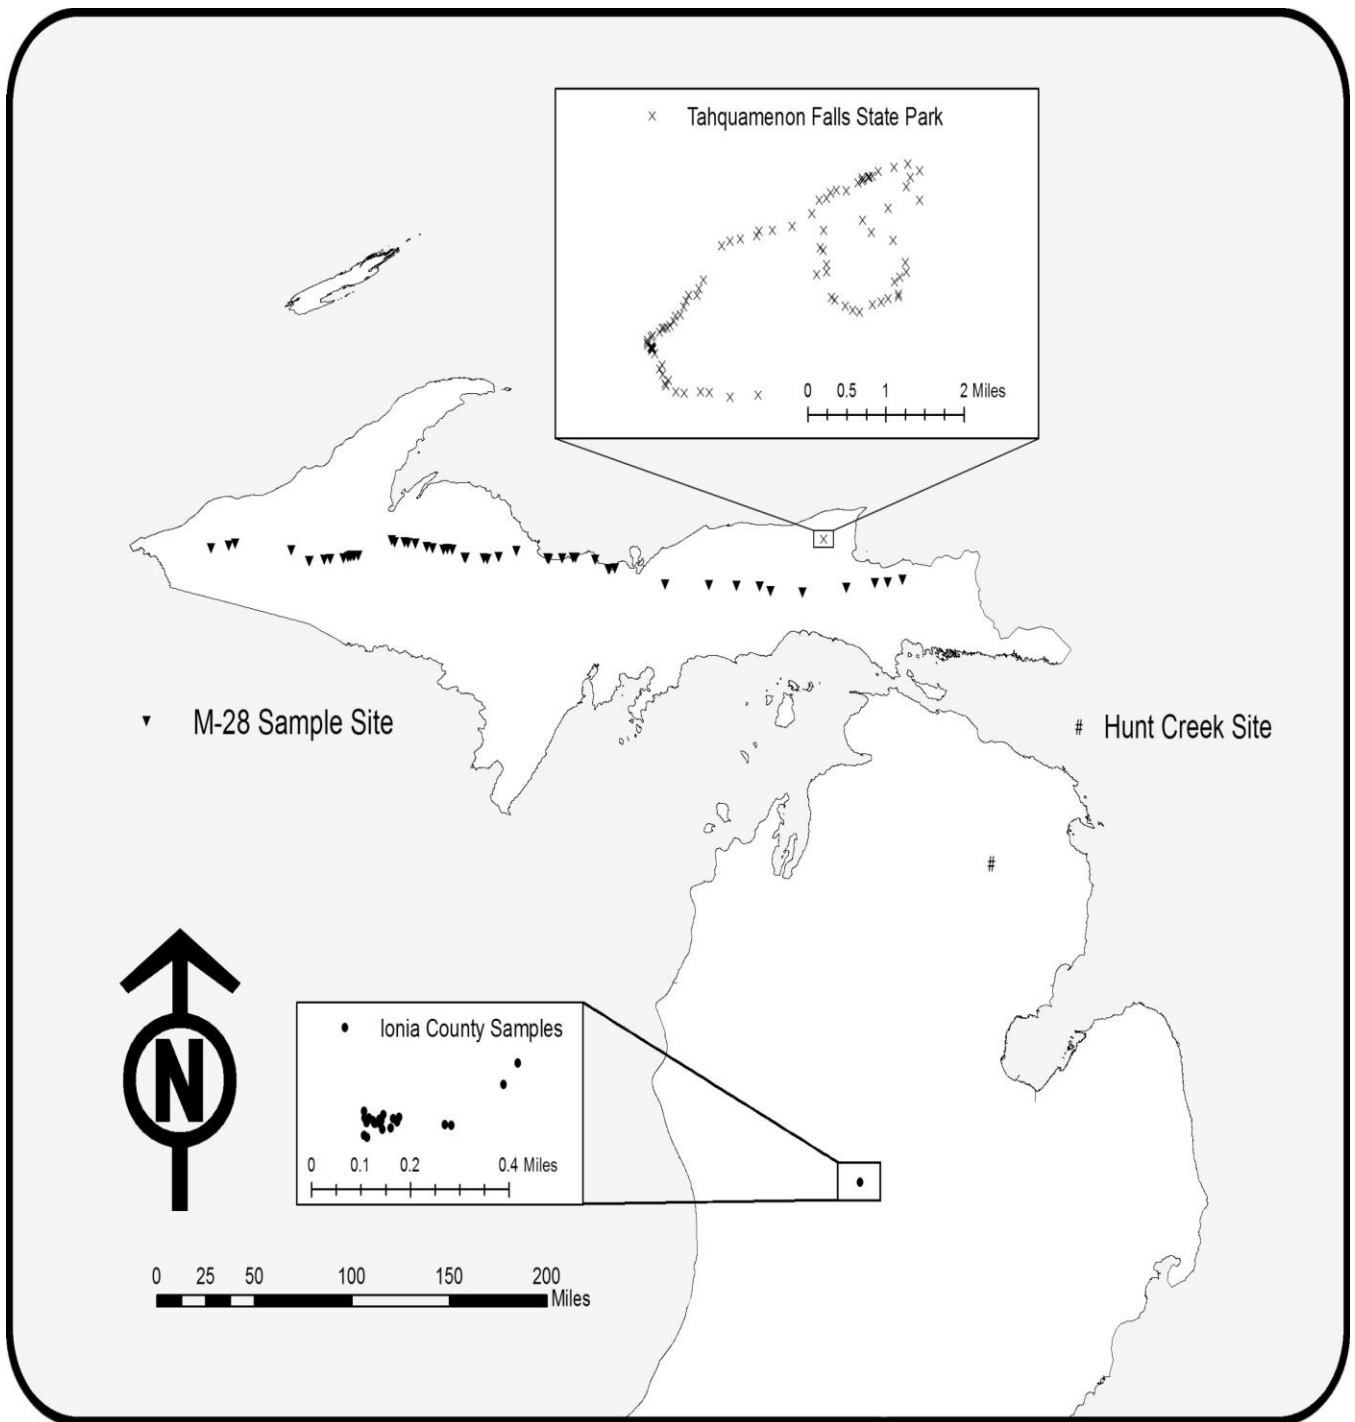 × Tahquamenon Falls State Park
0 0.5 1 2 Miles
▼ M-28 Sample Site
# Hunt Creek Site
N
● Ionia County Samples
0 0.1 0.2 0.4 Miles
0 25 50 100 150 200
Miles